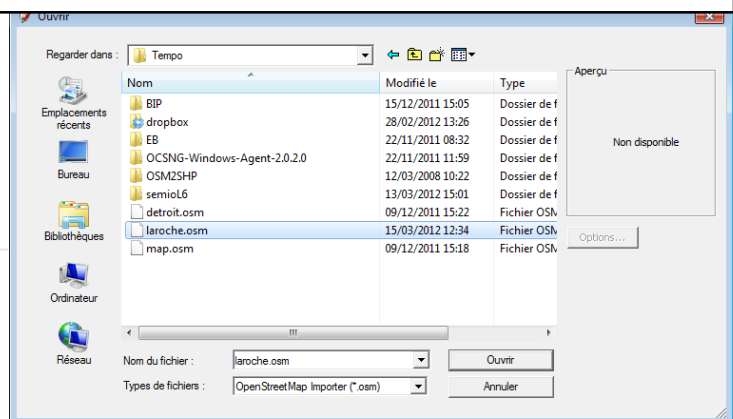 Ouvrir
Regarder dans :
Tempo
Emplacements
récents
Bureau
Bibliothèques
Ordinateur
Réseau
Nom Modifié le Type
BIP 15/12/2011 15:05 Dossier de f
dropbox 28/02/2012 13:26 Dossier de f
EB 22/11/2011 08:32 Dossier de f
OCSNG-Windows-Agent-2.0.2.0 22/11/2011 11:59 Dossier de f
OSM2SHP 12/03/2008 10:22 Dossier de f
semioL6 13/03/2012 15:01 Dossier de f
detroit.osm 09/12/2011 15:22 Fichier OSM
laroche.osm 15/03/2012 12:34 Fichier OSM
map.osm 09/12/2011 15:18 Fichier OSM
Aperçu
Non disponible
Options...
Nom du fichier : laroche.osm Ouvrir
Types de fichiers : OpenStreetMap Importer (*.osm) Annuler